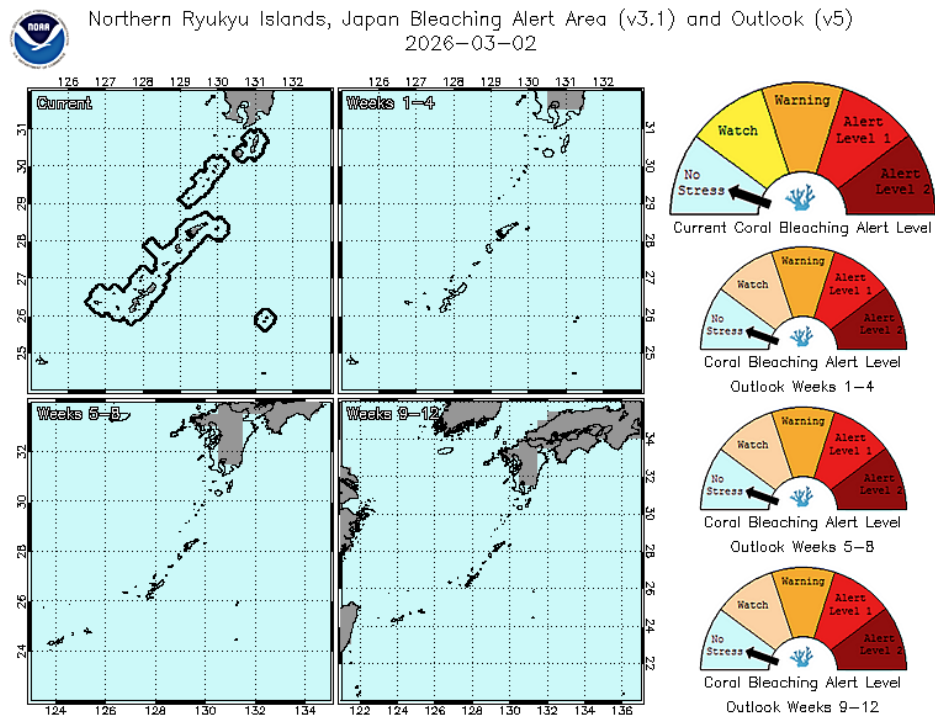 Northern Ryukyu Islands, Japan Bleaching Alert Area (v3.1) and Outlook (v5)
2026-03-02
NOAA
126 127 128 129 130 131 132
126 127 128 129 130 131 132
Current
Weeks 1-4
31
30
29
28
27
26
25
31
30
29
28
27
26
25
Weeks 5-8
Weeks 9-12
32
30
28
26
24
34
32
30
28
26
24
22
124 126 128 130 132 134
122 124 126 128 130 132 134 136
No Stress
Watch
Warning
Alert Level 1
Alert Level 2
Current Coral Bleaching Alert Level
No Stress
Watch
Warning
Alert Level 1
Alert Level 2
Coral Bleaching Alert Level
Outlook Weeks 1-4
No Stress
Watch
Warning
Alert Level 1
Alert Level 2
Coral Bleaching Alert Level
Outlook Weeks 5-8
No Stress
Watch
Warning
Alert Level 1
Alert Level 2
Coral Bleaching Alert Level
Outlook Weeks 9-12